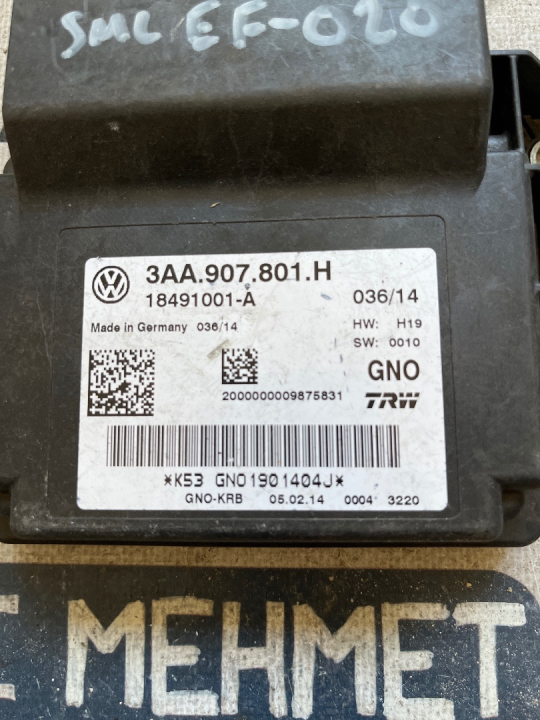 SML EF-020
3AA.907.801.H
18491001-A 036/14
Made in Germany 036/14 HW: H19
SW: 0010
GNO
2000000009875831 TRW
*K53 GNO1901404J*
GNO-KRB 05.02.14 0004 3220
E MEHMET